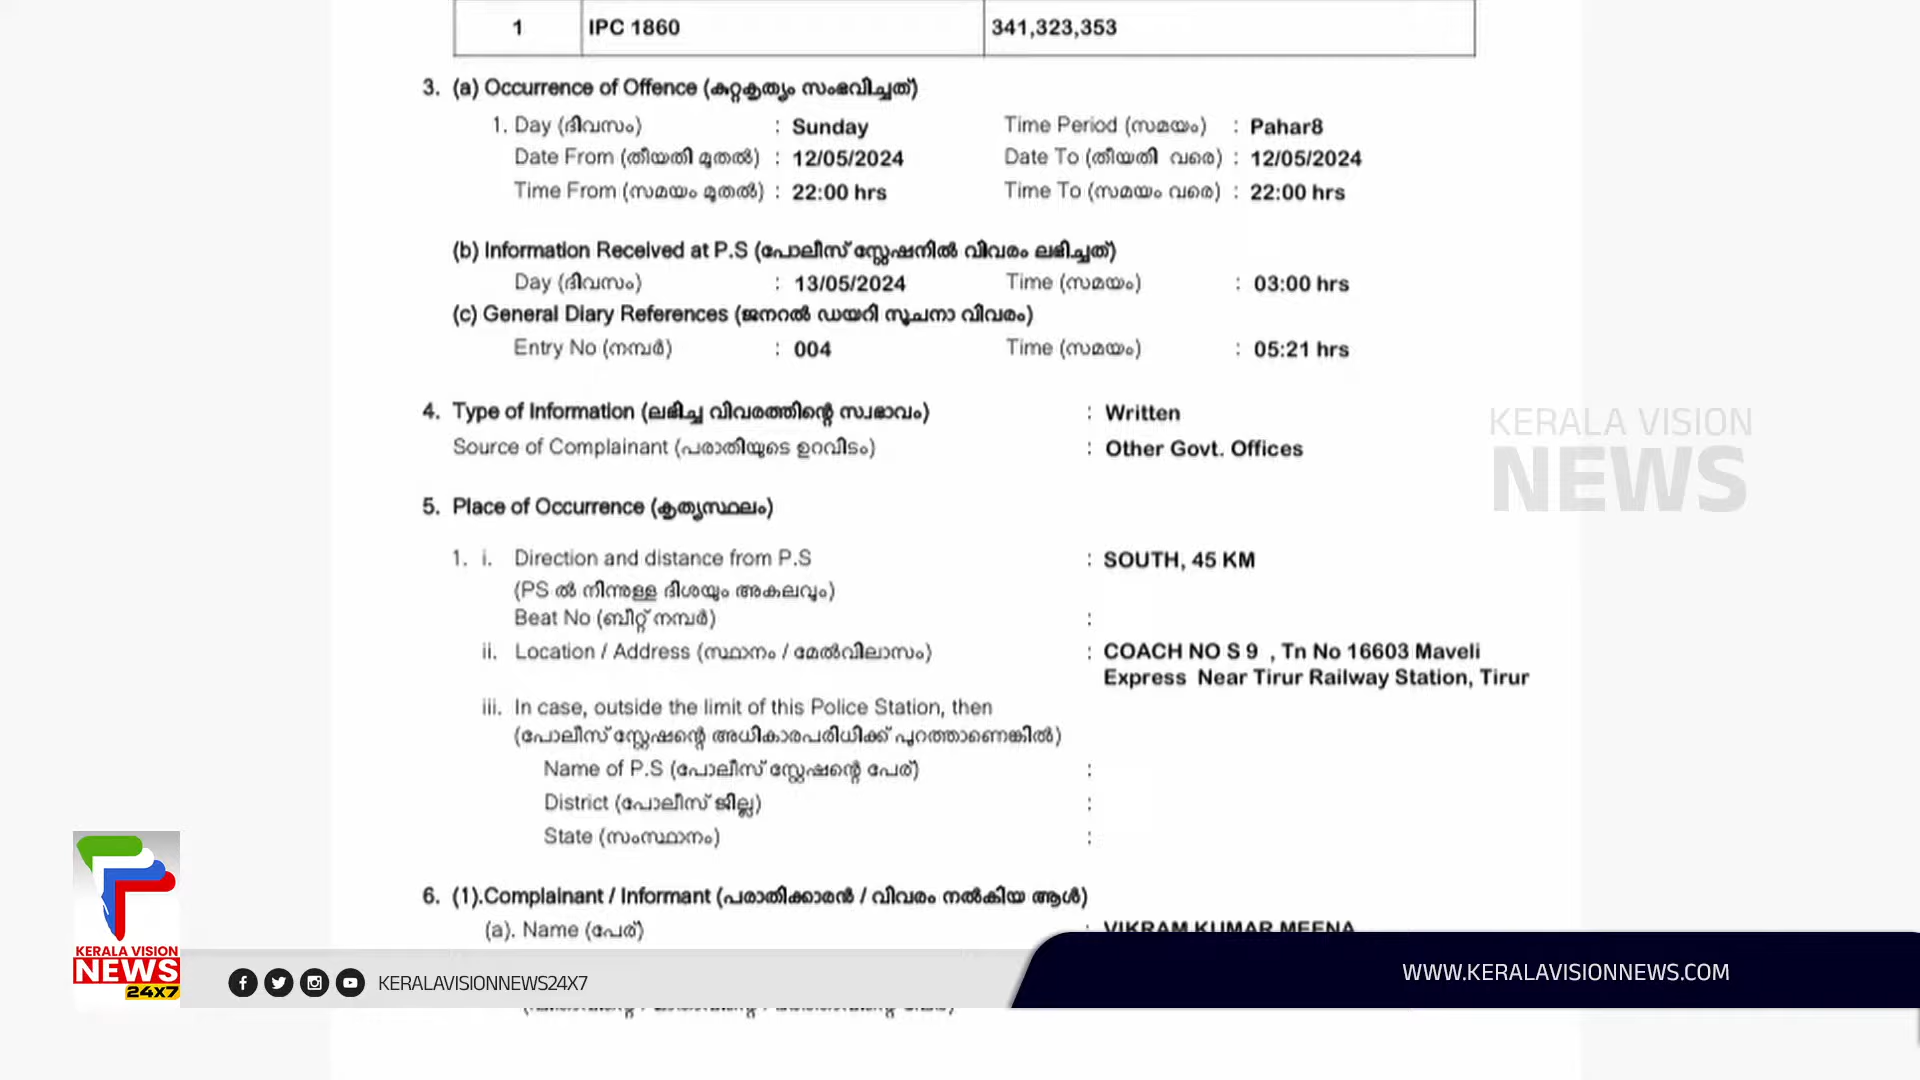 1 IPC 1860 341,323,353
3. (a) Occurrence of Offence (കുറ്റകൃത്യം സംഭവിച്ചത്)
1. Day (ദിവസം) : Sunday Time Period (സമയം) : Pahar8
Date From (തീയതി മുതൽ) : 12/05/2024 Date To (തീയതി വരെ) : 12/05/2024
Time From (സമയം മുതൽ) : 22:00 hrs Time To (സമയം വരെ) : 22:00 hrs
(b) Information Received at P.S (പോലീസ് സ്റ്റേഷനിൽ വിവരം ലഭിച്ചത്)
Day (ദിവസം) : 13/05/2024 Time (സമയം) : 03:00 hrs
(c) General Diary References (ജനറൽ ഡയറി സൂചനാ വിവരം)
Entry No (നമ്പർ) : 004 Time (സമയം) : 05:21 hrs
4. Type of Information (ലഭിച്ച വിവരത്തിന്റെ സ്വഭാവം) : Written
Source of Complainant (പരാതിയുടെ ഉറവിടം) : Other Govt. Offices
KERALA VISION
NEWS
5. Place of Occurrence (കൃത്യസ്ഥലം)
1. i. Direction and distance from P.S : SOUTH, 45 KM
(PS ൽ നിന്നുള്ള ദിശയും അകലവും)
Beat No (ബീറ്റ് നമ്പർ) :
ii. Location / Address (സ്ഥാനം / മേൽവിലാസം) : COACH NO S 9 , Tn No 16603 Maveli
Express Near Tirur Railway Station, Tirur
iii. In case, outside the limit of this Police Station, then
(പോലീസ് സ്റ്റേഷന്റെ അധികാരപരിധിക്ക് പുറത്താണെങ്കിൽ)
Name of P.S (പോലീസ് സ്റ്റേഷന്റെ പേര്) :
District (പോലീസ് ജില്ല) :
State (സംസ്ഥാനം) :
6. (1).Complainant / Informant (പരാതിക്കാരൻ / വിവരം നൽകിയ ആൾ)
(a). Name (പേര്) : VIKRAM KUMAR MEENA
KERALA VISION
NEWS
24X7
KERALAVISIONNEWS24X7
WWW.KERALAVISIONNEWS.COM